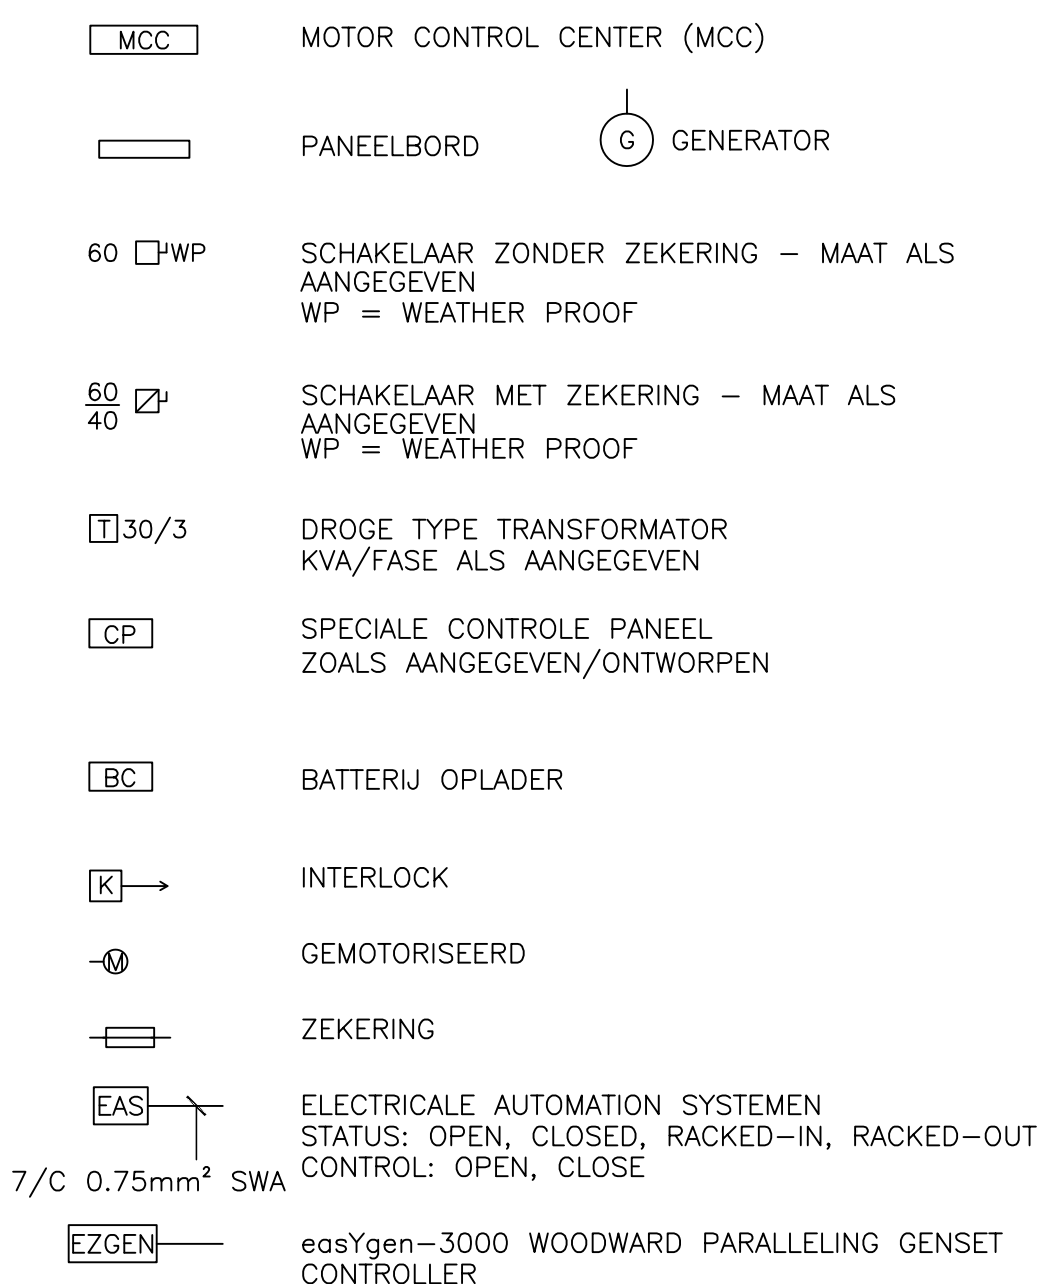 MCC MOTOR CONTROL CENTER (MCC)
PANEELBORD G GENERATOR
60 WP SCHAKELAAR ZONDER ZEKERING – MAAT ALS
AANGEGEVEN
WP = WEATHER PROOF
60
40
SCHAKELAAR MET ZEKERING – MAAT ALS
AANGEGEVEN
WP = WEATHER PROOF
T 30/3 DROGE TYPE TRANSFORMATOR
KVA/FASE ALS AANGEGEVEN
CP SPECIALE CONTROLE PANEEL
ZOALS AANGEGEVEN/ONTWORPEN
BC BATTERIJ OPLADER
K INTERLOCK
M GEMOTORISEERD
ZEKERING
EAS ELECTRICALE AUTOMATION SYSTEMEN
STATUS: OPEN, CLOSED, RACKED–IN, RACKED–OUT
CONTROL: OPEN, CLOSE
7/C 0.75mm² SWA
EZGEN easYgen–3000 WOODWARD PARALLELING GENSET
CONTROLLER